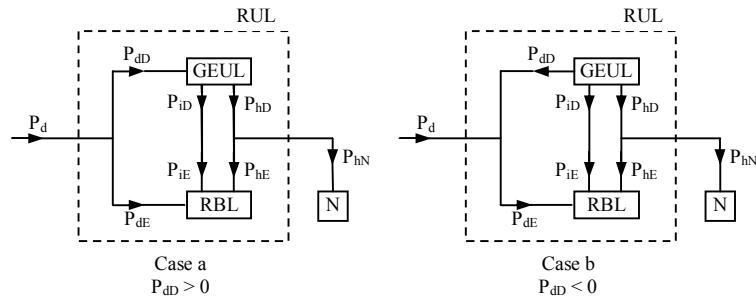 RUL
P_dD
GEUL
P_iD
P_hD
P_d
P_hN
P_iE
P_hE
RBL
N
P_dE
Case a
P_dD > 0
RUL
P_dD
GEUL
P_iD
P_hD
P_d
P_hN
P_iE
P_hE
RBL
N
P_dE
Case b
P_dD < 0